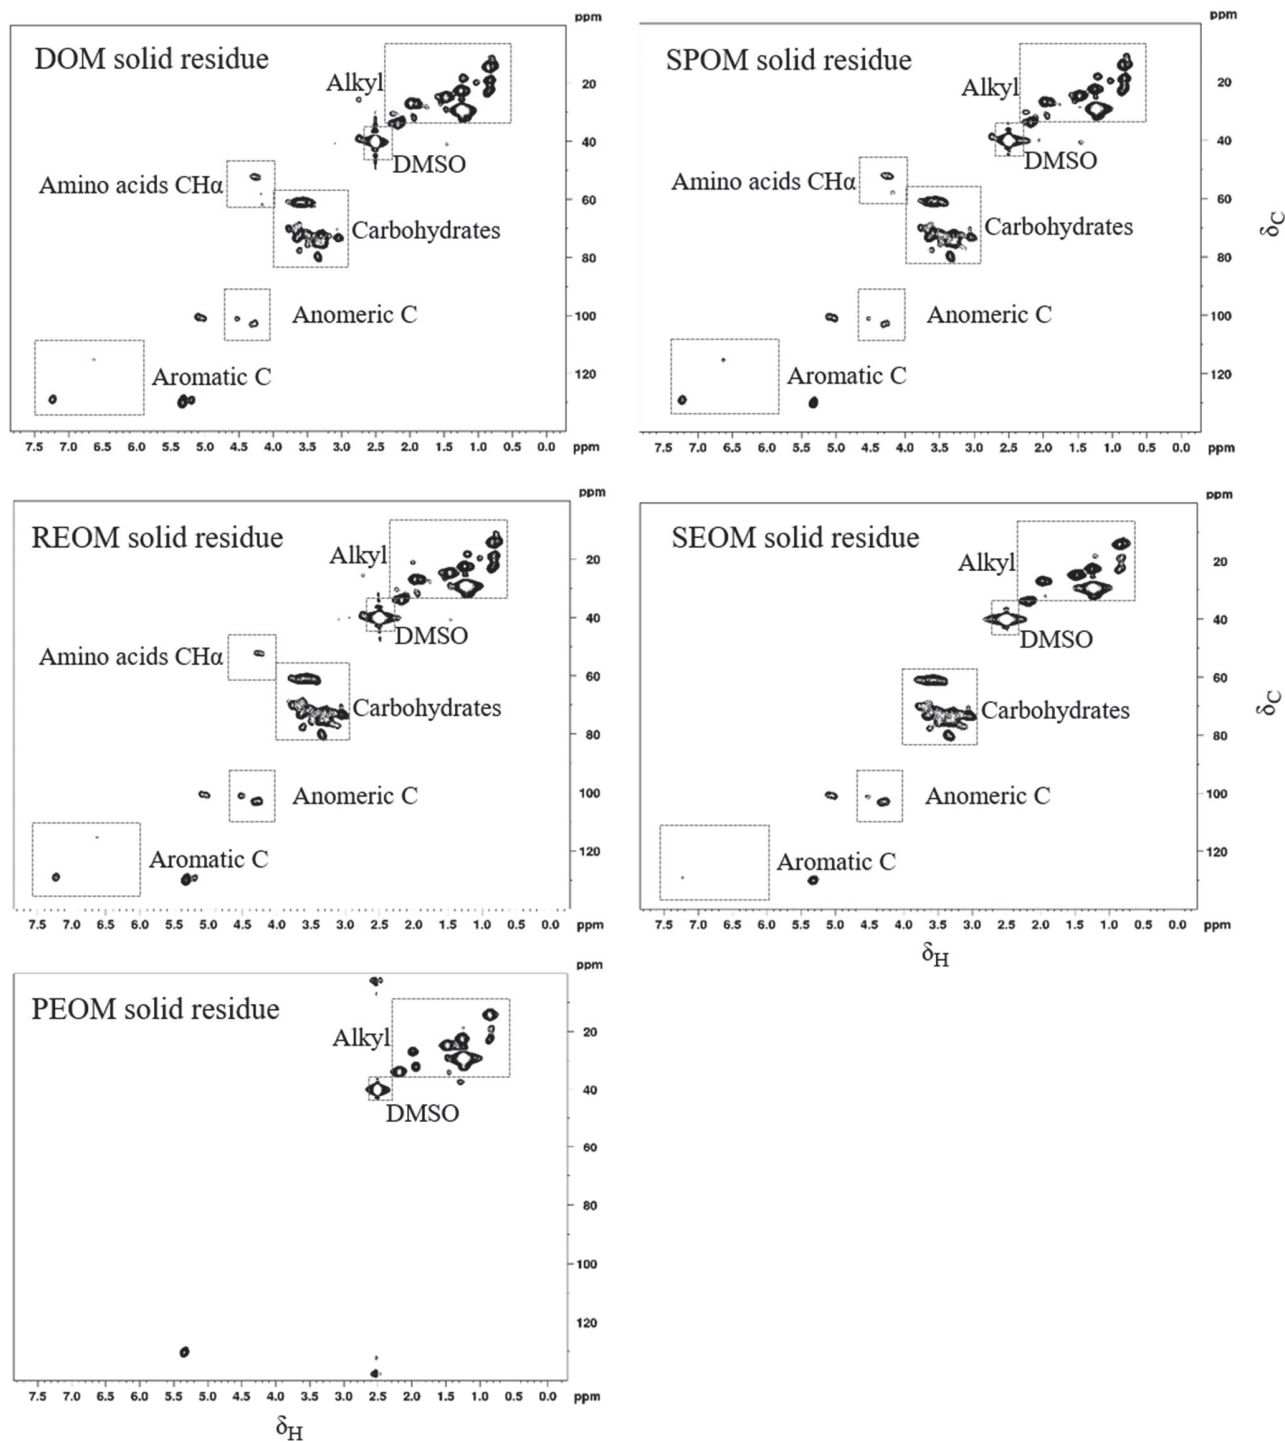 ppm
DOM solid residue
Alkyl
20
40
DMSO
Amino acids CHα
60
Carbohydrates
80
100
Anomeric C
120
Aromatic C
7.5 7.0 6.5 6.0 5.5 5.0 4.5 4.0 3.5 3.0 2.5 2.0 1.5 1.0 0.5 0.0 ppm
ppm
SPOM solid residue
Alkyl
20
40
DMSO
Amino acids CHα
60
Carbohydrates
δC
80
100
Anomeric C
120
Aromatic C
7.5 7.0 6.5 6.0 5.5 5.0 4.5 4.0 3.5 3.0 2.5 2.0 1.5 1.0 0.5 0.0 ppm
ppm
REOM solid residue
Alkyl
20
40
DMSO
Amino acids CHα
60
Carbohydrates
80
100
Anomeric C
120
Aromatic C
7.5 7.0 6.5 6.0 5.5 5.0 4.5 4.0 3.5 3.0 2.5 2.0 1.5 1.0 0.5 0.0 ppm
ppm
SEOM solid residue
Alkyl
20
40
DMSO
60
Carbohydrates
δC
80
100
Anomeric C
120
Aromatic C
7.5 7.0 6.5 6.0 5.5 5.0 4.5 4.0 3.5 3.0 2.5 2.0 1.5 1.0 0.5 0.0 ppm
δH
ppm
PEOM solid residue
Alkyl
20
40
DMSO
60
80
100
120
7.5 7.0 6.5 6.0 5.5 5.0 4.5 4.0 3.5 3.0 2.5 2.0 1.5 1.0 0.5 0.0 ppm
δH